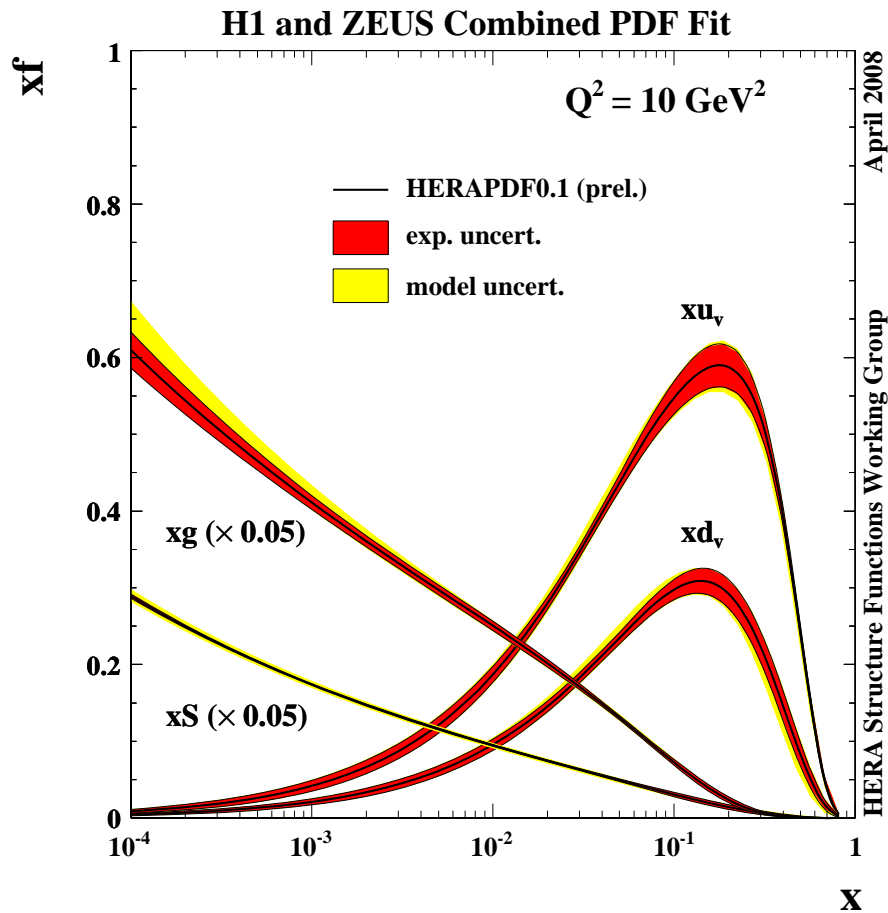 H1 and ZEUS Combined PDF Fit
xf
1
Q² = 10 GeV²
HERAPDF0.1 (prel.)
exp. uncert.
model uncert.
0.8
xuᵥ
0.6
xg (× 0.05)
xdᵥ
0.4
0.2
xS (× 0.05)
0
10⁻⁴
10⁻³
10⁻²
10⁻¹
1
x
HERA Structure Functions Working Group
April 2008